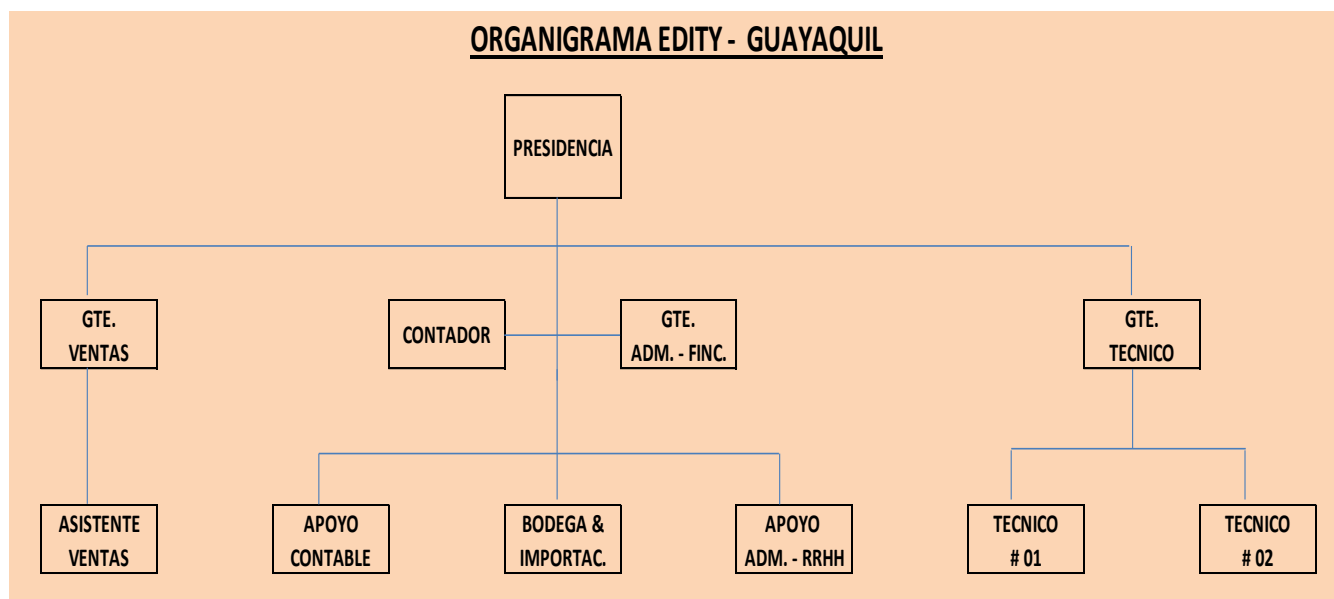 ORGANIGRAMA EDITY - GUAYAQUIL
PRESIDENCIA
GTE.
VENTAS
CONTADOR
GTE.
ADM. - FINC.
GTE.
TECNICO
ASISTENTE
VENTAS
APOYO
CONTABLE
BODEGA &
IMPORTAC.
APOYO
ADM. - RRHH
TECNICO
# 01
TECNICO
# 02